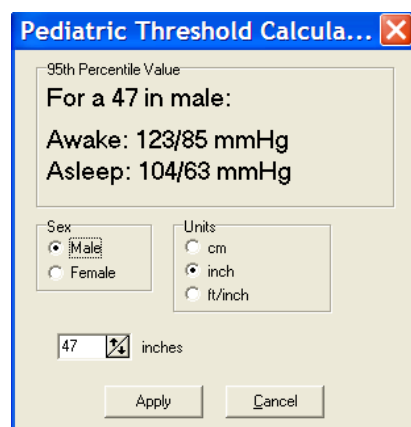 Pediatric Threshold Calcula...
95th Percentile Value
For a 47 in male:
Awake: 123/85 mmHg
Asleep: 104/63 mmHg
Sex
Male
Female
Units
cm
inch
ft/inch
47 inches
Apply Cancel